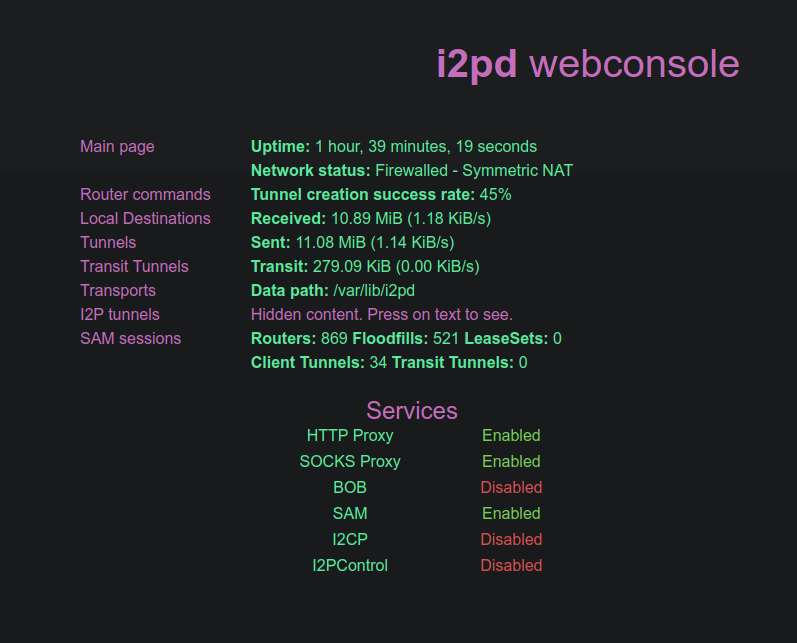 i2pd webconsole
Main page
Uptime: 1 hour, 39 minutes, 19 seconds
Network status: Firewalled - Symmetric NAT
Router commands
Tunnel creation success rate: 45%
Local Destinations
Received: 10.89 MiB (1.18 KiB/s)
Tunnels
Sent: 11.08 MiB (1.14 KiB/s)
Transit Tunnels
Transit: 279.09 KiB (0.00 KiB/s)
Transports
Data path: /var/lib/i2pd
I2P tunnels
Hidden content. Press on text to see.
SAM sessions
Routers: 869 Floodfills: 521 LeaseSets: 0
Client Tunnels: 34 Transit Tunnels: 0
Services
HTTP Proxy Enabled
SOCKS Proxy Enabled
BOB Disabled
SAM Enabled
I2CP Disabled
I2PControl Disabled